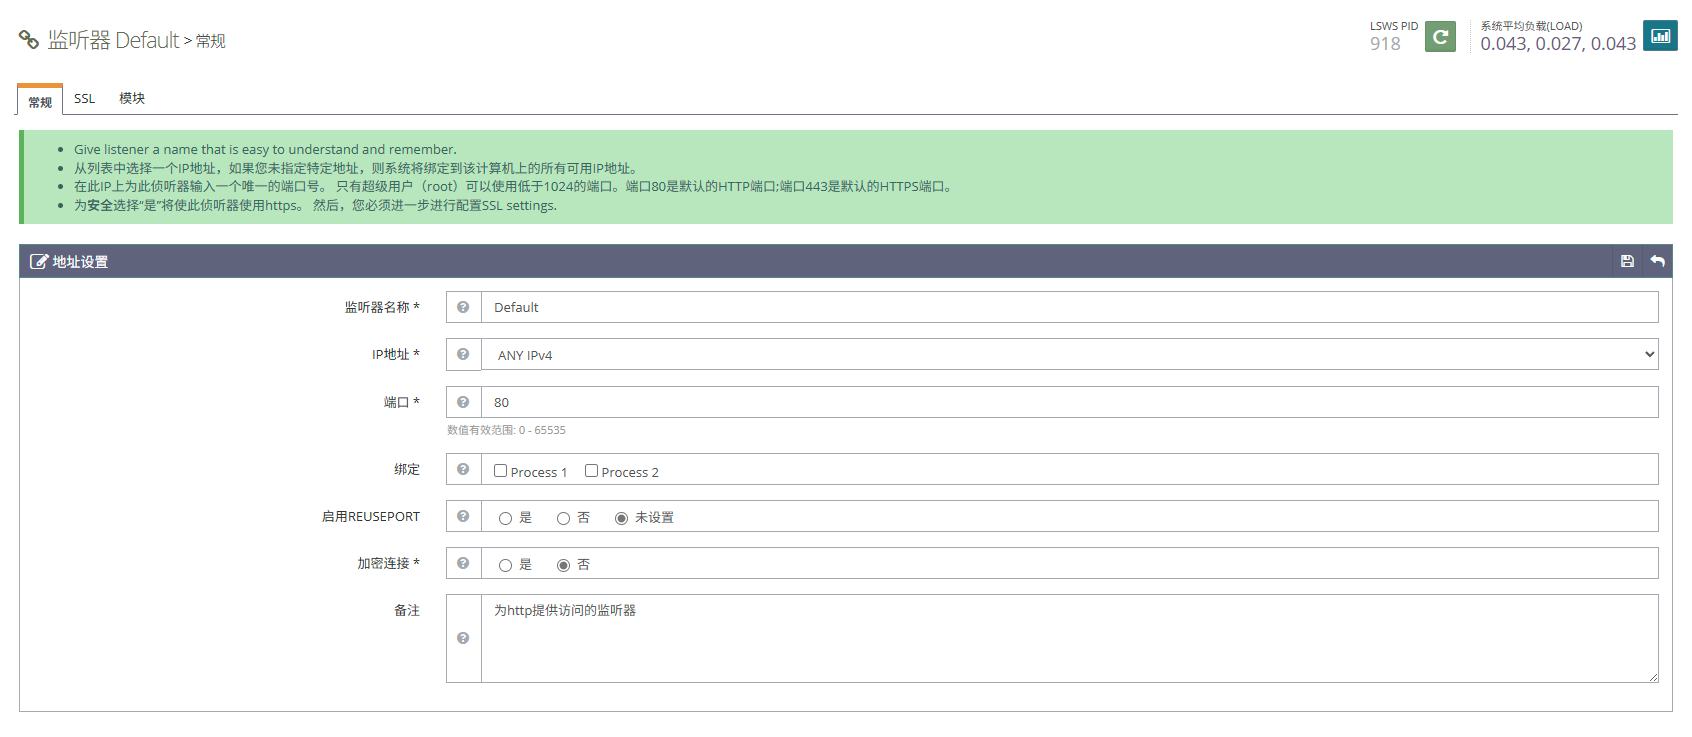 监听器 Default > 常规
LSWS PID
918
系统平均负载(LOAD)
0.043, 0.027, 0.043
常规 SSL 模块
Give listener a name that is easy to understand and remember.
从列表中选择一个IP地址，如果您未指定特定地址，则系统将绑定到该计算机上的所有可用IP地址。
在此IP上为此侦听器输入一个唯一的端口号。 只有超级用户（root）可以使用低于1024的端口。端口80是默认的HTTP端口;端口443是默认的HTTPS端口。
为安全选择“是”将使此侦听器使用https。 然后，您必须进一步进行配置SSL settings.
地址设置
监听器名称 * Default
IP地址 * ANY IPv4
端口 * 80
数值有效范围: 0 - 65535
绑定 Process 1 Process 2
启用REUSEPORT 是 否 未设置
加密连接 * 是 否
备注 为http提供访问的监听器